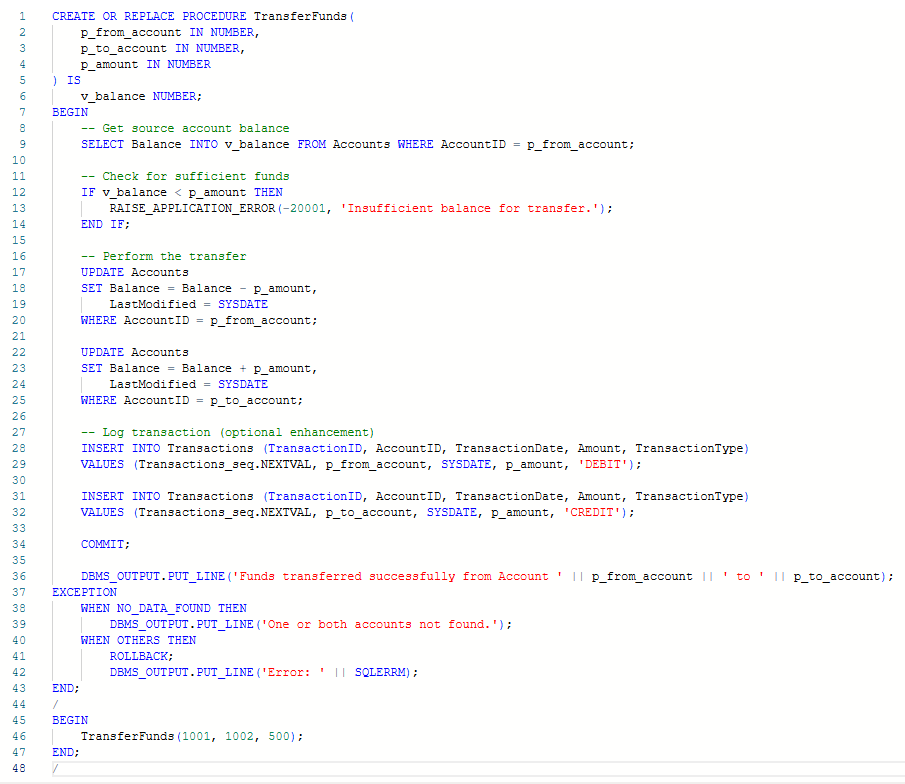 1 CREATE OR REPLACE PROCEDURE TransferFunds(
2     p_from_account IN NUMBER,
3     p_to_account IN NUMBER,
4     p_amount IN NUMBER
5 ) IS
6     v_balance NUMBER;
7 BEGIN
8     -- Get source account balance
9     SELECT Balance INTO v_balance FROM Accounts WHERE AccountID = p_from_account;
10
11     -- Check for sufficient funds
12     IF v_balance < p_amount THEN
13         RAISE_APPLICATION_ERROR(-20001, 'Insufficient balance for transfer.');
14     END IF;
15
16     -- Perform the transfer
17     UPDATE Accounts
18     SET Balance = Balance - p_amount,
19         LastModified = SYSDATE
20     WHERE AccountID = p_from_account;
21
22     UPDATE Accounts
23     SET Balance = Balance + p_amount,
24         LastModified = SYSDATE
25     WHERE AccountID = p_to_account;
26
27     -- Log transaction (optional enhancement)
28     INSERT INTO Transactions (TransactionID, AccountID, TransactionDate, Amount, TransactionType)
29     VALUES (Transactions_seq.NEXTVAL, p_from_account, SYSDATE, p_amount, 'DEBIT');
30
31     INSERT INTO Transactions (TransactionID, AccountID, TransactionDate, Amount, TransactionType)
32     VALUES (Transactions_seq.NEXTVAL, p_to_account, SYSDATE, p_amount, 'CREDIT');
33
34     COMMIT;
35
36     DBMS_OUTPUT.PUT_LINE('Funds transferred successfully from Account ' || p_from_account || ' to ' || p_to_account);
37 EXCEPTION
38     WHEN NO_DATA_FOUND THEN
39         DBMS_OUTPUT.PUT_LINE('One or both accounts not found.');
40     WHEN OTHERS THEN
41         ROLLBACK;
42         DBMS_OUTPUT.PUT_LINE('Error: ' || SQLERRM);
43 END;
44 /
45 BEGIN
46     TransferFunds(1001, 1002, 500);
47 END;
48 /